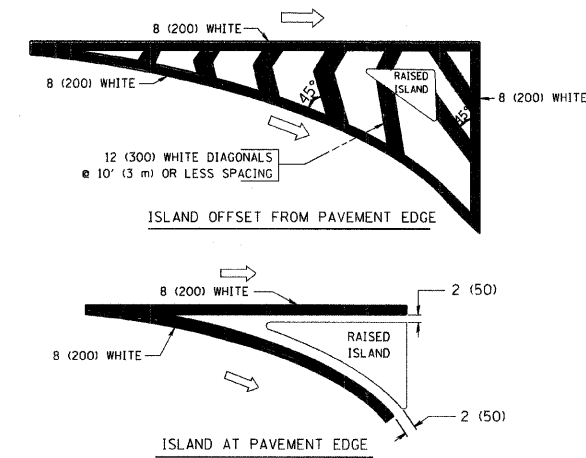 8 (200) WHITE
8 (200) WHITE
RAISED
ISLAND
45°
45°
8 (200) WHITE
12 (300) WHITE DIAGONALS
@ 10' (3 m) OR LESS SPACING
ISLAND OFFSET FROM PAVEMENT EDGE
8 (200) WHITE
2 (50)
RAISED
ISLAND
8 (200) WHITE
2 (50)
ISLAND AT PAVEMENT EDGE